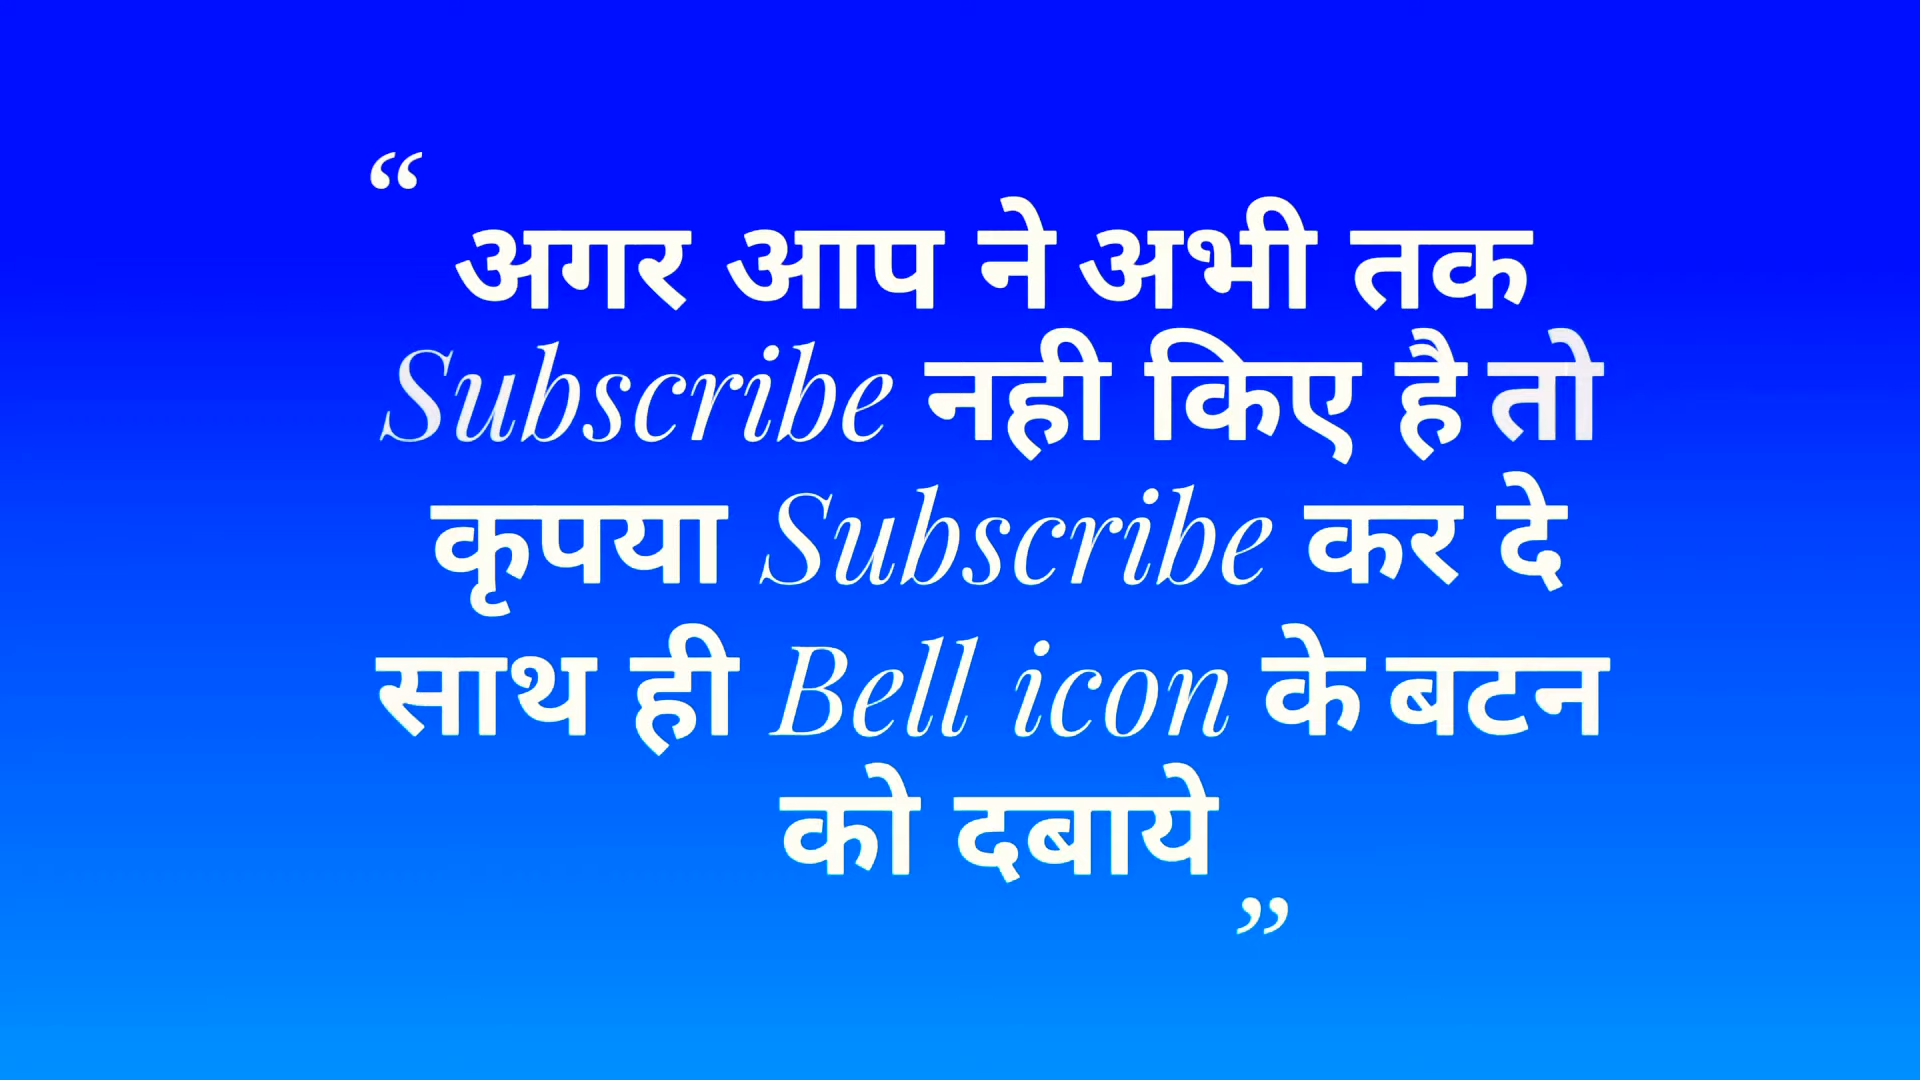 “
अगर आप ने अभी तक
Subscribe नही किए है तो
कृपया Subscribe कर दे
साथ ही Bell icon के बटन
को दबाये
”